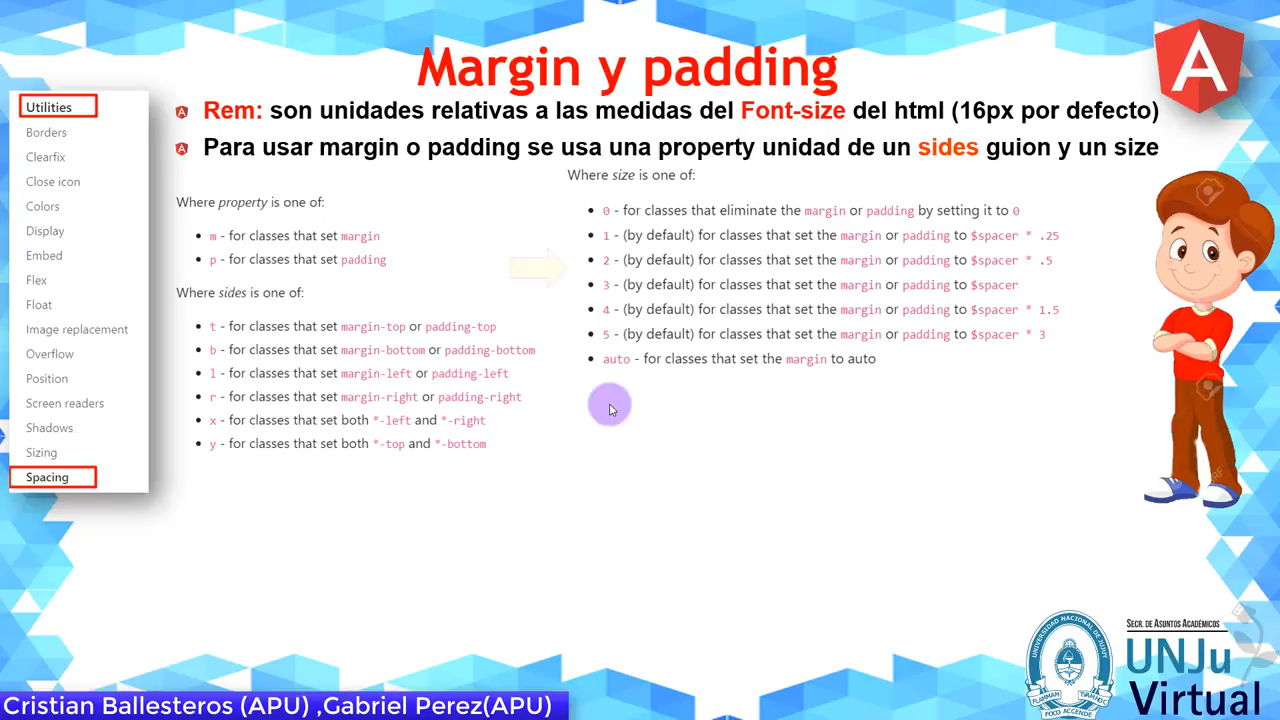 Margin y padding
Rem: son unidades relativas a las medidas del Font-size del html (16px por defecto)
Para usar margin o padding se usa una property unidad de un sides guion y un size
Utilities
Borders
Clearfix
Close icon
Colors
Display
Embed
Flex
Float
Image replacement
Overflow
Position
Screen readers
Shadows
Sizing
Spacing
Where property is one of:
m - for classes that set margin
p - for classes that set padding
Where sides is one of:
t - for classes that set margin-top or padding-top
b - for classes that set margin-bottom or padding-bottom
l - for classes that set margin-left or padding-left
r - for classes that set margin-right or padding-right
x - for classes that set both *-left and *-right
y - for classes that set both *-top and *-bottom
Where size is one of:
0 - for classes that eliminate the margin or padding by setting it to 0
1 - (by default) for classes that set the margin or padding to $spacer * .25
2 - (by default) for classes that set the margin or padding to $spacer * .5
3 - (by default) for classes that set the margin or padding to $spacer
4 - (by default) for classes that set the margin or padding to $spacer * 1.5
5 - (by default) for classes that set the margin or padding to $spacer * 3
auto - for classes that set the margin to auto
UNIVERSIDAD NACIONAL DE JUJUY
SECR. DE ASUNTOS ACADÉMICOS
UNJu
Virtual
Cristian Ballesteros (APU) ,Gabriel Perez(APU)